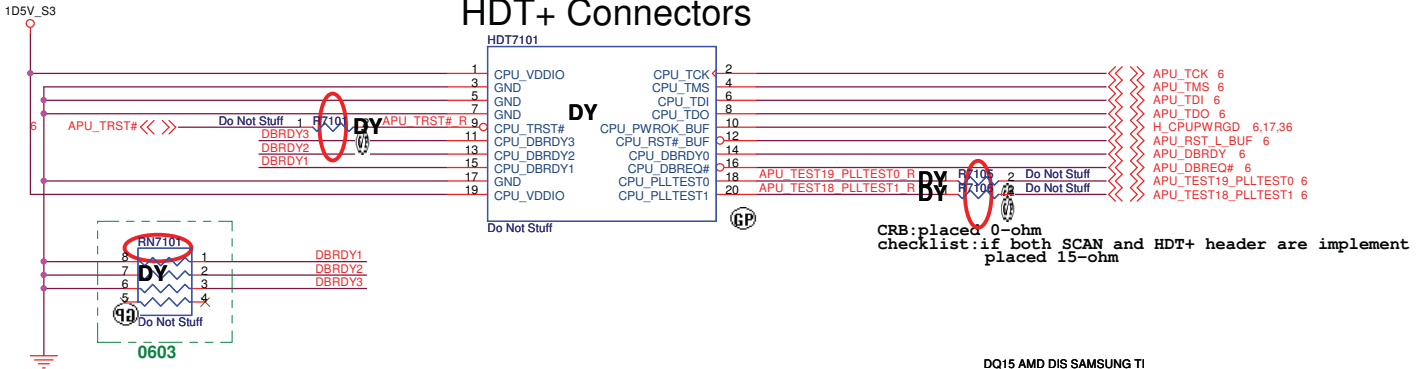 HDT+ Connectors
1D5V_S3
HDT7101
1 CPU_VDDIO CPU_TCK 2 APU_TCK 6
3 GND CPU_TMS 4 APU_TMS 6
5 GND CPU_TDI 6 APU_TDI 6
7 GND CPU_TDO 8 APU_TDO 6
DY
6 APU_TRST# Do Not Stuff 1 DY APU_TRST#_R 9 CPU_TRST# CPU_PWROK_BUF 10 H_CPUPWRGD 6,17,36
DBRDY3 11 CPU_DBRDY3 CPU_RST#_BUF 12 APU_RST_L_BUF 6
DBRDY2 13 CPU_DBRDY2 CPU_DBRDY0 14 APU_DBRDY 6
DBRDY1 15 CPU_DBRDY1 CPU_DBREQ# 16 APU_DBREQ# 6
17 GND CPU_PLLTEST0 18 APU_TEST19_PLLTEST0_R DY R7105 2 Do Not Stuff APU_TEST19_PLLTEST0 6
19 CPU_VDDIO CPU_PLLTEST1 20 APU_TEST18_PLLTEST1_R DY R7106 Do Not Stuff APU_TEST18_PLLTEST1 6
Do Not Stuff
GP
CRB:placed 0-ohm
checklist:if both SCAN and HDT+ header are implement
placed 15-ohm
RN7101
8 1 DBRDY1
7 DY 2 DBRDY2
6 3 DBRDY3
5 4
GP
Do Not Stuff
0603
DQ15 AMD DIS SAMSUNG